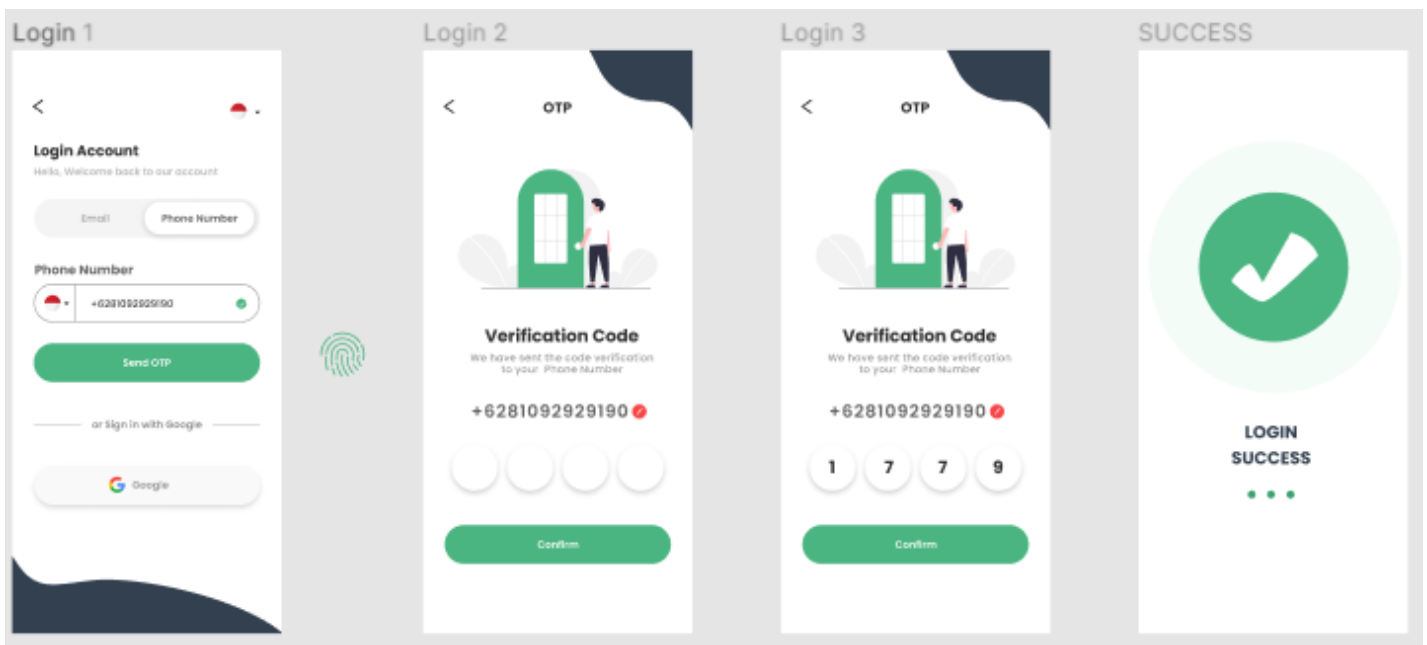 Login 1
Login Account
Hello, Welcome back to our account
Email
Phone Number
Phone Number
+6281092929190
Send OTP
or Sign in with Google
Google
Login 2
OTP
Verification Code
We have sent the code verification
to your Phone Number
+6281092929190
Confirm
Login 3
OTP
Verification Code
We have sent the code verification
to your Phone Number
+6281092929190
1 7 7 9
Confirm
SUCCESS
LOGIN
SUCCESS